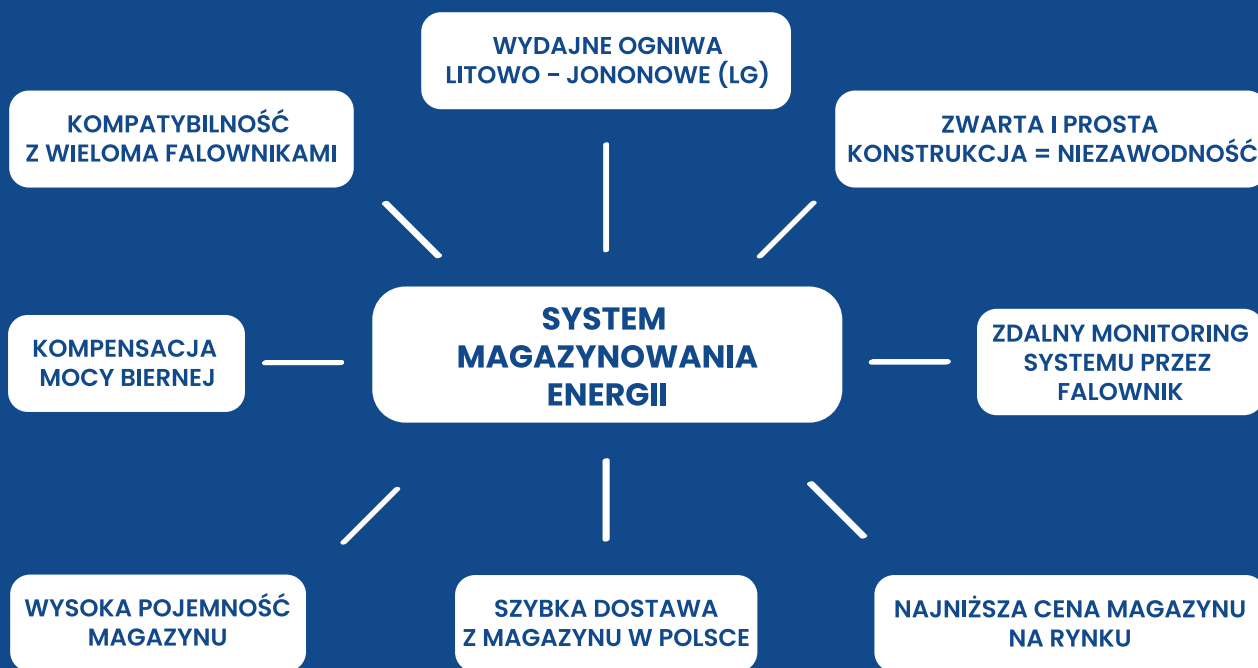 WYDAJNE OGNIWA
LITOWO - JONONOWE (LG)
KOMPATYBILNOŚĆ
Z WIELOMA FALOWNIKAMI
ZWARTA I PROSTA
KONSTRUKCJA = NIEZAWODNOŚĆ
SYSTEM
MAGAZYNOWANIA
ENERGII
KOMPENSACJA
MOCY BIERNEJ
ZDALNY MONITORING
SYSTEMU PRZEZ
FALOWNIK
WYSOKA POJEMNOŚĆ
MAGAZYNU
SZYBKA DOSTAWA
Z MAGAZYNU W POLSCE
NAJNIŻSZA CENA MAGAZYNU
NA RYNKU